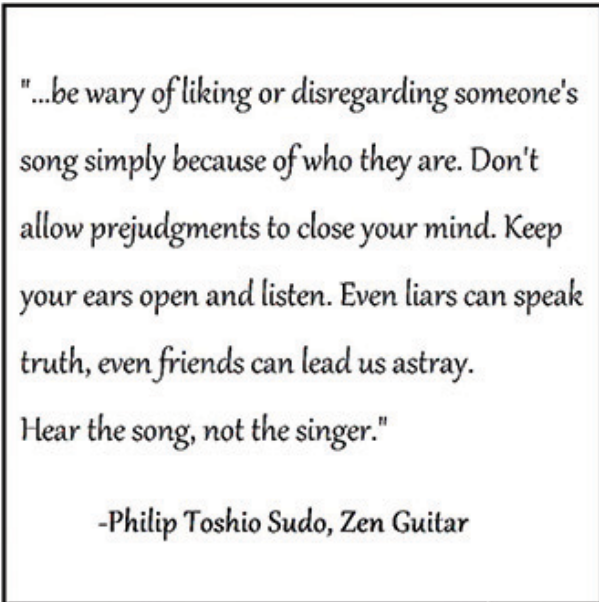 "...be wary of liking or disregarding someone's
song simply because of who they are. Don't
allow prejudgments to close your mind. Keep
your ears open and listen. Even liars can speak
truth, even friends can lead us astray.
Hear the song, not the singer."
-Philip Toshio Sudo, Zen Guitar